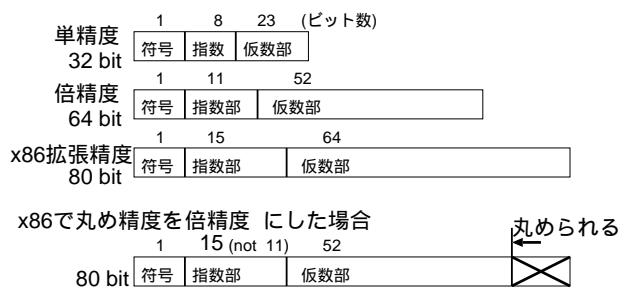 1 8 23 (ビット数)
単精度
32 bit
符号 指数 仮数部
1 11 52
倍精度
64 bit
符号 指数部 仮数部
1 15 64
x86拡張精度
80 bit
符号 指数部 仮数部
x86で丸め精度を倍精度 にした場合
丸められる
1 15 (not 11) 52
80 bit 符号 指数部 仮数部